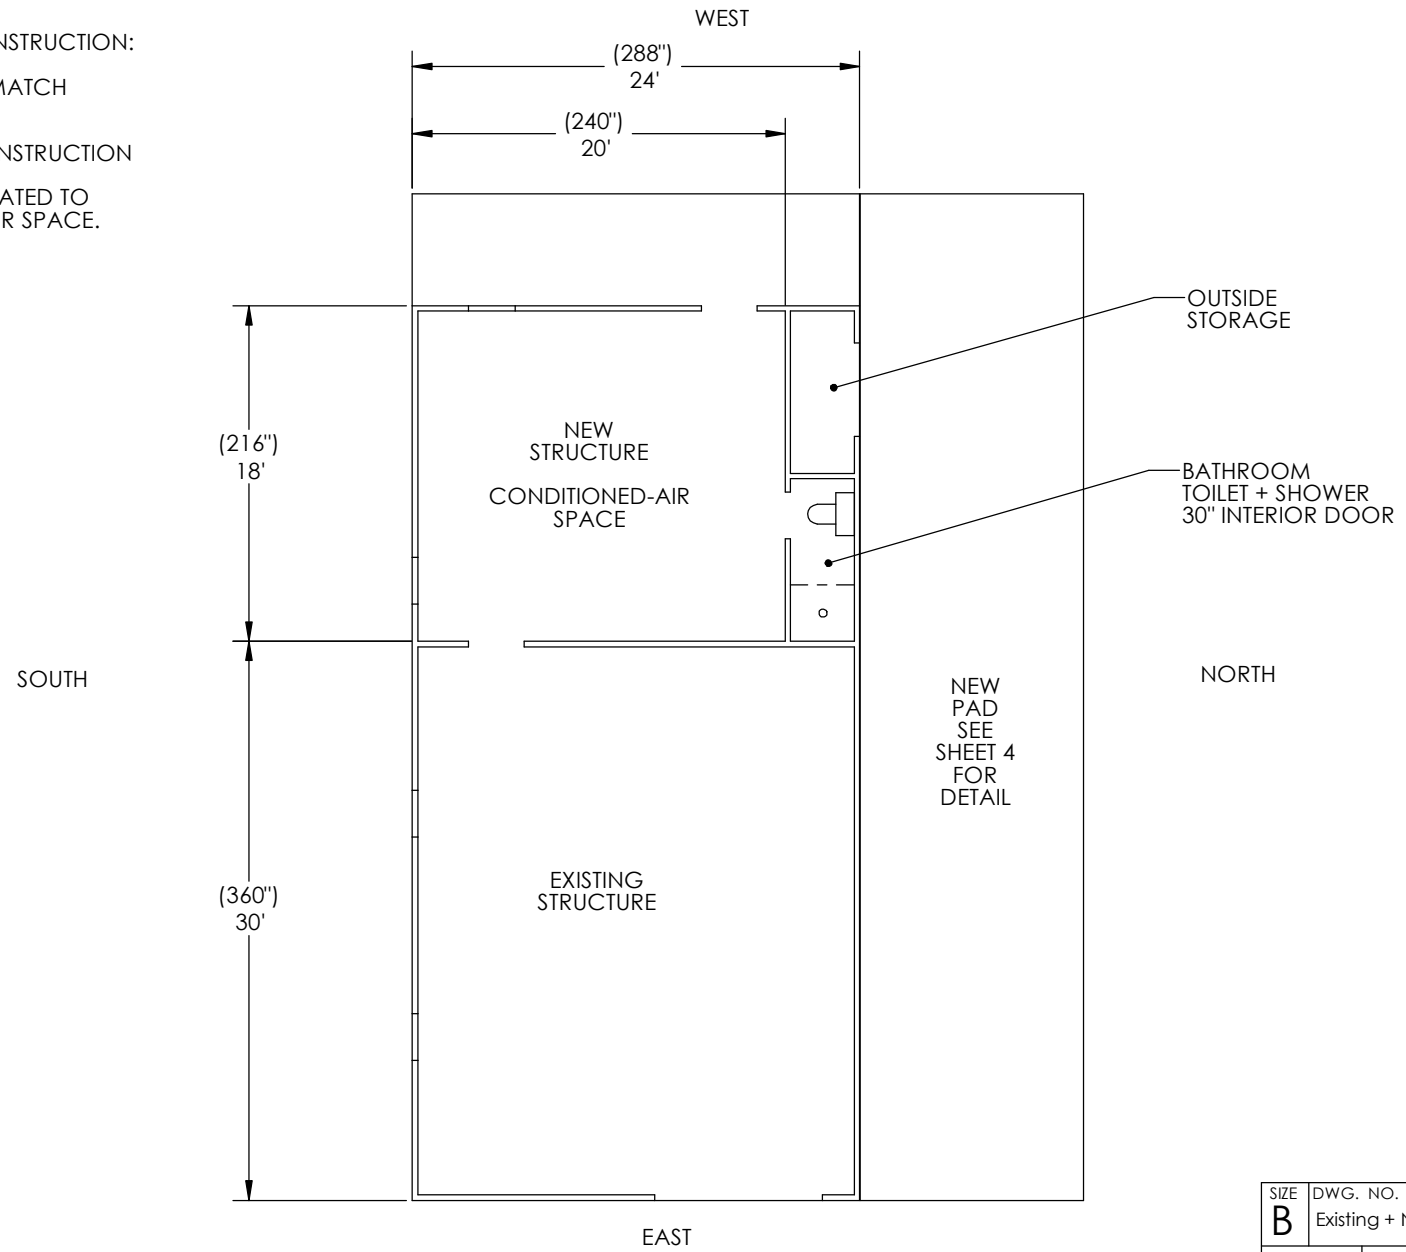 WEST
NSTRUCTION:
MATCH
NSTRUCTION
ATED TO
R SPACE.
(288")
24'
(240")
20'
OUTSIDE
STORAGE
(216")
18'
NEW
STRUCTURE
CONDITIONED-AIR
SPACE
BATHROOM
TOILET + SHOWER
30" INTERIOR DOOR
SOUTH
NORTH
NEW
PAD
SEE
SHEET 4
FOR
DETAIL
(360")
30'
EXISTING
STRUCTURE
EAST
SIZE
B
DWG. NO.
Existing + N